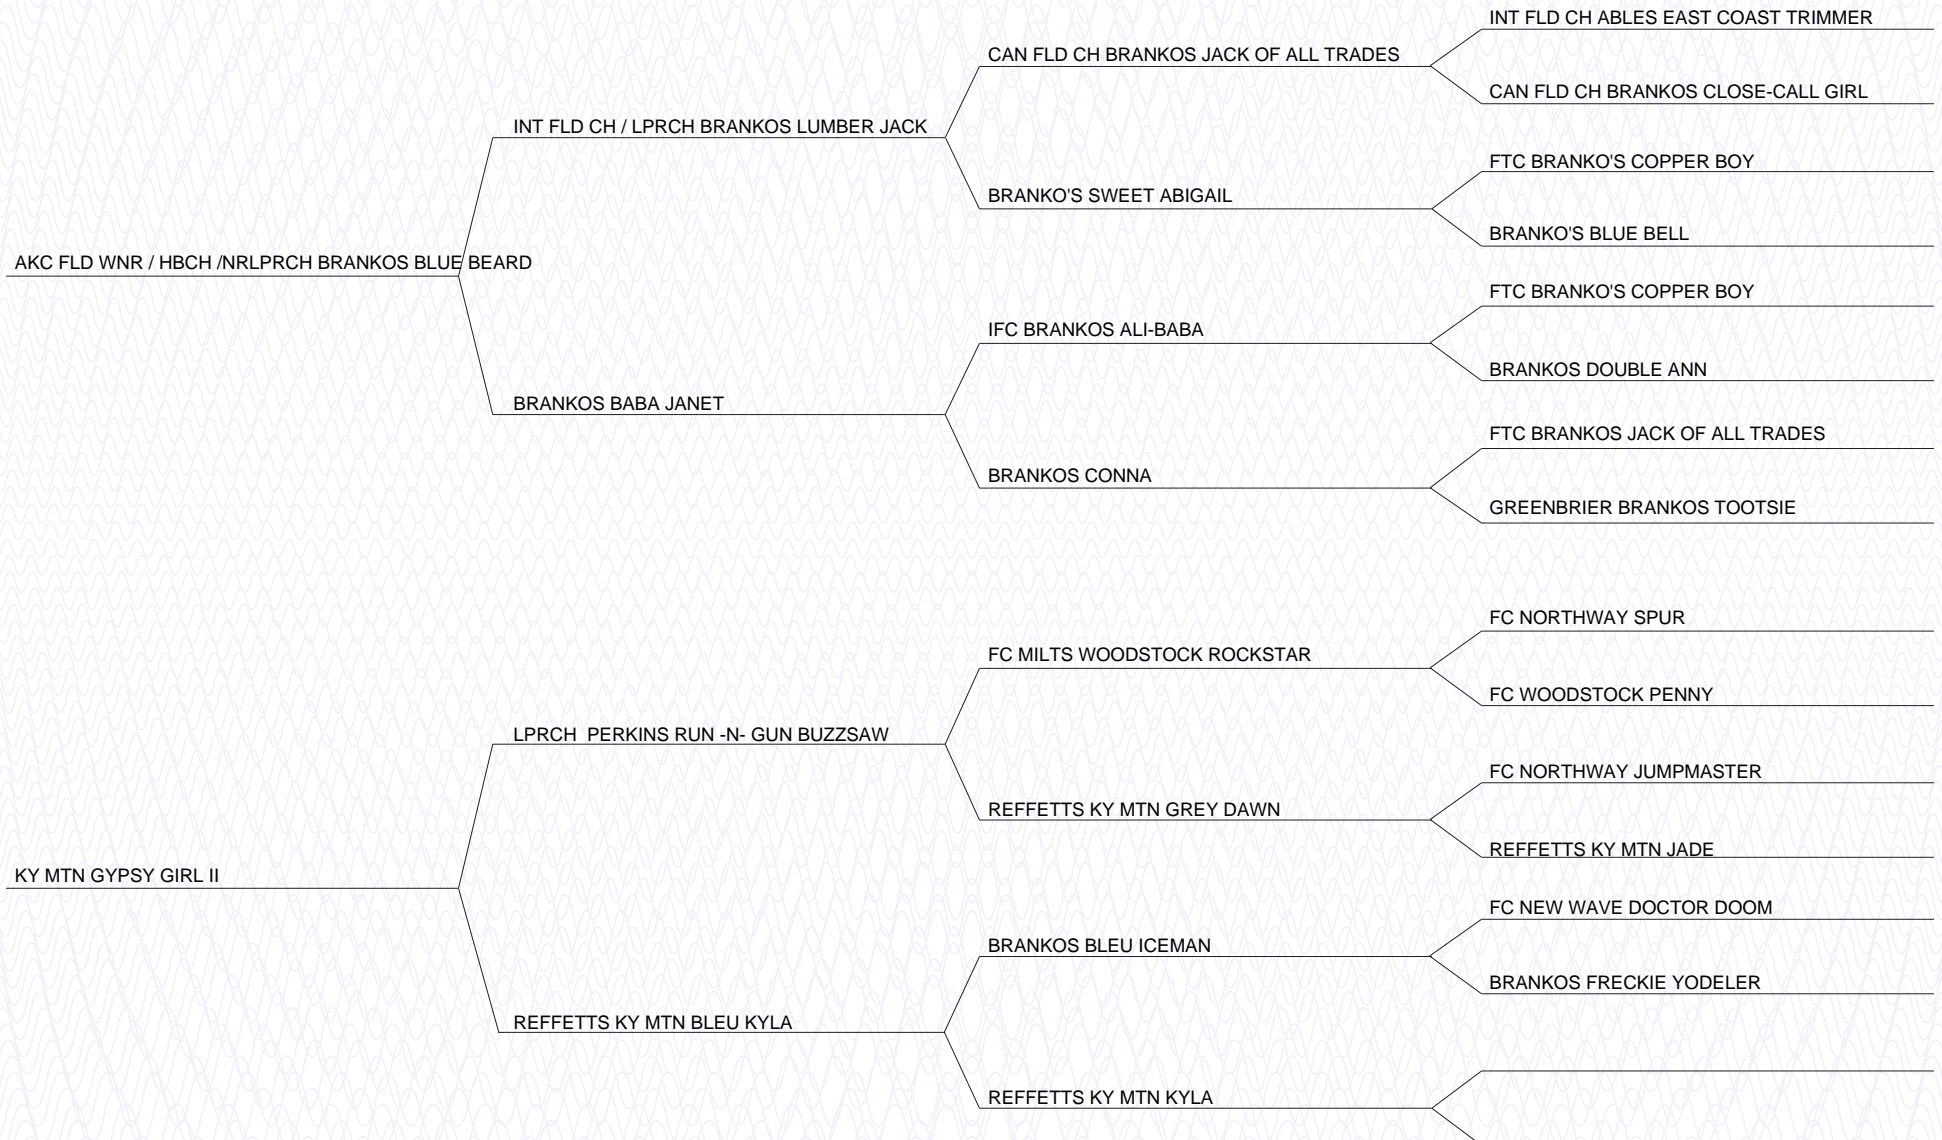 INT FLD CH ABLES EAST COAST TRIMMER
CAN FLD CH BRANKOS JACK OF ALL TRADES
CAN FLD CH BRANKOS CLOSE-CALL GIRL
INT FLD CH / LPRCH BRANKOS LUMBER JACK
FTC BRANKO'S COPPER BOY
BRANKO'S SWEET ABIGAIL
BRANKO'S BLUE BELL
AKC FLD WNR / HBCH /NRLPRCH BRANKOS BLUE BEARD
FTC BRANKO'S COPPER BOY
IFC BRANKOS ALI-BABA
BRANKOS DOUBLE ANN
BRANKOS BABA JANET
FTC BRANKOS JACK OF ALL TRADES
BRANKOS CONNA
GREENBRIER BRANKOS TOOTSIE
FC NORTHWAY SPUR
FC MILTS WOODSTOCK ROCKSTAR
FC WOODSTOCK PENNY
LPRCH  PERKINS RUN -N- GUN BUZZSAW
FC NORTHWAY JUMPMASTER
REFFETTS KY MTN GREY DAWN
REFFETTS KY MTN JADE
KY MTN GYPSY GIRL II
FC NEW WAVE DOCTOR DOOM
BRANKOS BLEU ICEMAN
BRANKOS FRECKIE YODELER
REFFETTS KY MTN BLEU KYLA
REFFETTS KY MTN KYLA